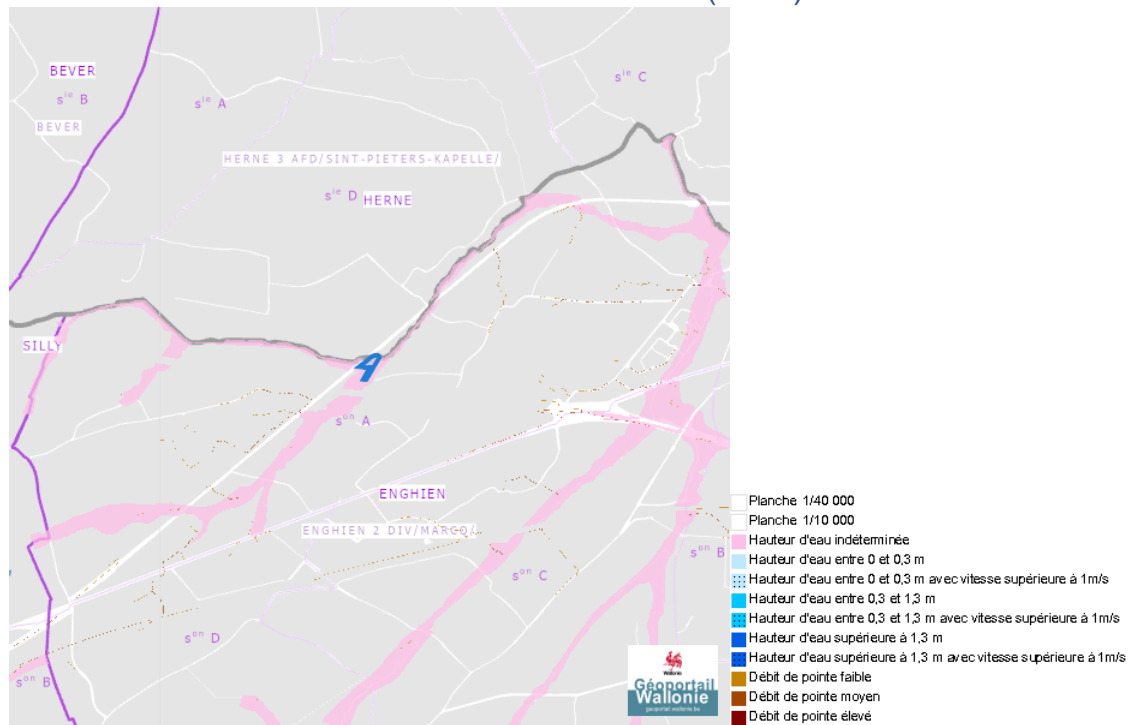 BEVER
sie B
BEVER
sie A
sie C
HERNE 3 AFD/SINT-PIETERS-KAPELLE/
sie D HERNE
SILLY
son A
ENGHIEN
ENGHIEN 2 DIV/MARCQ/
son B
son C
son D
son B
Wallonie
Géoportail
Wallonie
geoportail.wallonie.be
Planche 1/40 000
Planche 1/10 000
Hauteur d'eau indéterminée
Hauteur d'eau entre 0 et 0,3 m
Hauteur d'eau entre 0 et 0,3 m avec vitesse supérieure à 1m/s
Hauteur d'eau entre 0,3 et 1,3 m
Hauteur d'eau entre 0,3 et 1,3 m avec vitesse supérieure à 1m/s
Hauteur d'eau supérieure à 1,3 m
Hauteur d'eau supérieure à 1,3 m avec vitesse supérieure à 1m/s
Débit de pointe faible
Débit de pointe moyen
Débit de pointe élevé